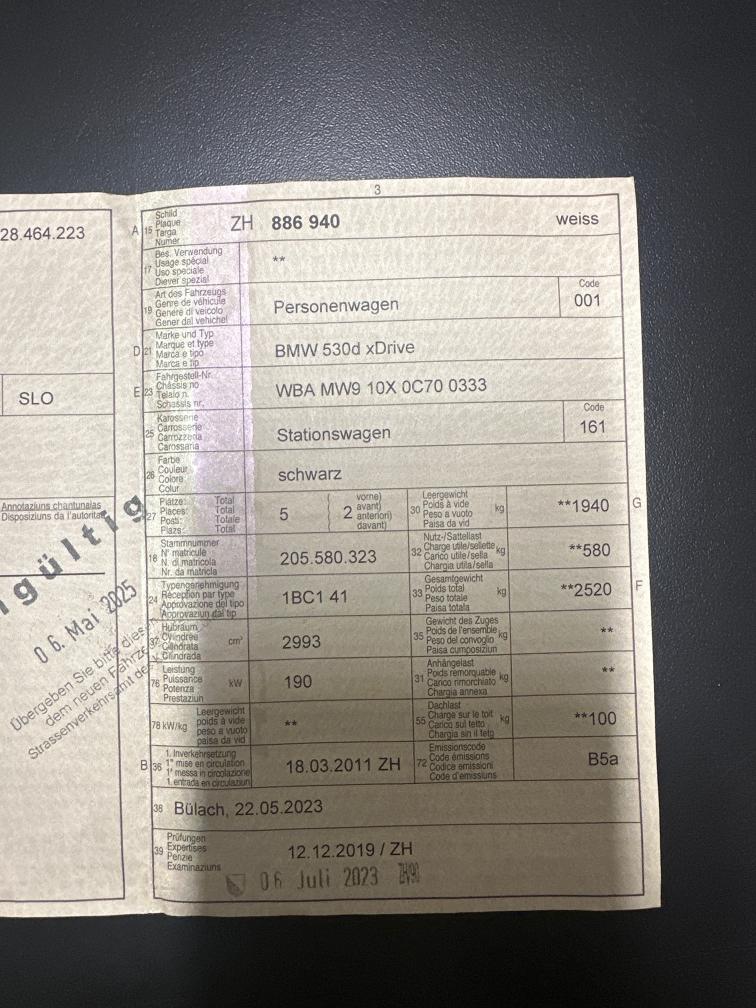 28.464.223
SLO
Annotaziuns chantunalas
Disposiziuns da l'autoritad
gültig
06. Mai 2025
Übergeben Sie bitte dies
dem neuen Fahrze
Strassenverkehrsamt de
3
A 15 Schild
Plaque
Targa
Numer
ZH 886 940 weiss
17 Bes. Verwendung
Usage spécial
Uso speciale
Diever spezial
**
19 Art des Fahrzeugs
Genre de véhicule
Genere di veicolo
Gener dal vehichel
Personenwagen
Code
001
D 21 Marke und Typ
Marque et type
Marca e tipo
Marca e tip
BMW 530d xDrive
E 23 Fahrgestell-Nr.
Châssis no
Telaio n.
Schassis nr.
WBA MW9 10X 0C70 0333
25 Karosserie
Carrosserie
Carrozzeria
Carossaria
Stationswagen
Code
161
26 Farbe
Couleur
Colore
Colur
schwarz
27 Plätze: Total
Places: Total
Posti: Totale
Plazs: Total
5 ( 2 vorne)
avant)
anteriori)
davant)
30 Leergewicht
Poids à vide
Peso a vuoto
Paisa da vid
kg **1940 G
18 Stammnummer
N° matricule
N. di matricola
Nr. da matricla
205.580.323
32 Nutz-/Sattellast
Charge utile/sellette
Carico utile/sella
Chargia utila/sella
kg **580
24 Typengenehmigung
Réception par type
Approvazione del tipo
Approvaziun dal tip
1BC1 41
33 Gesamtgewicht
Poids total
Peso totale
Paisa totala
kg **2520 F
37 Hubraum
Cylindrée
Cilindrata
Cilindrada
cm³ 2993
35 Gewicht des Zuges
Poids de l'ensemble
Peso del convoglio
Paisa cumposiziun
kg **
76 Leistung
Puissance
Potenza
Prestaziun
kW 190
31 Anhängelast
Poids remorquable
Carico rimorchiato
Chargia annexa
kg **
78 kW/kg Leergewicht
poids à vide
peso a vuoto
paisa da vid
**
55 Dachlast
Charge sur le toit
Carico sul tetto
Chargia sin il tetg
kg **100
B 36 1. Inverkehrsetzung
1re mise en circulation
1a messa in circolazione
1. entrada en circulaziun
18.03.2011 ZH
72 Emissionscode
Code émissions
Codice emissioni
Code d'emissiuns
B5a
38 Bülach, 22.05.2023
39 Prüfungen
Expertises
Perizie
Examinaziuns
12.12.2019 / ZH
06 Juli 2023